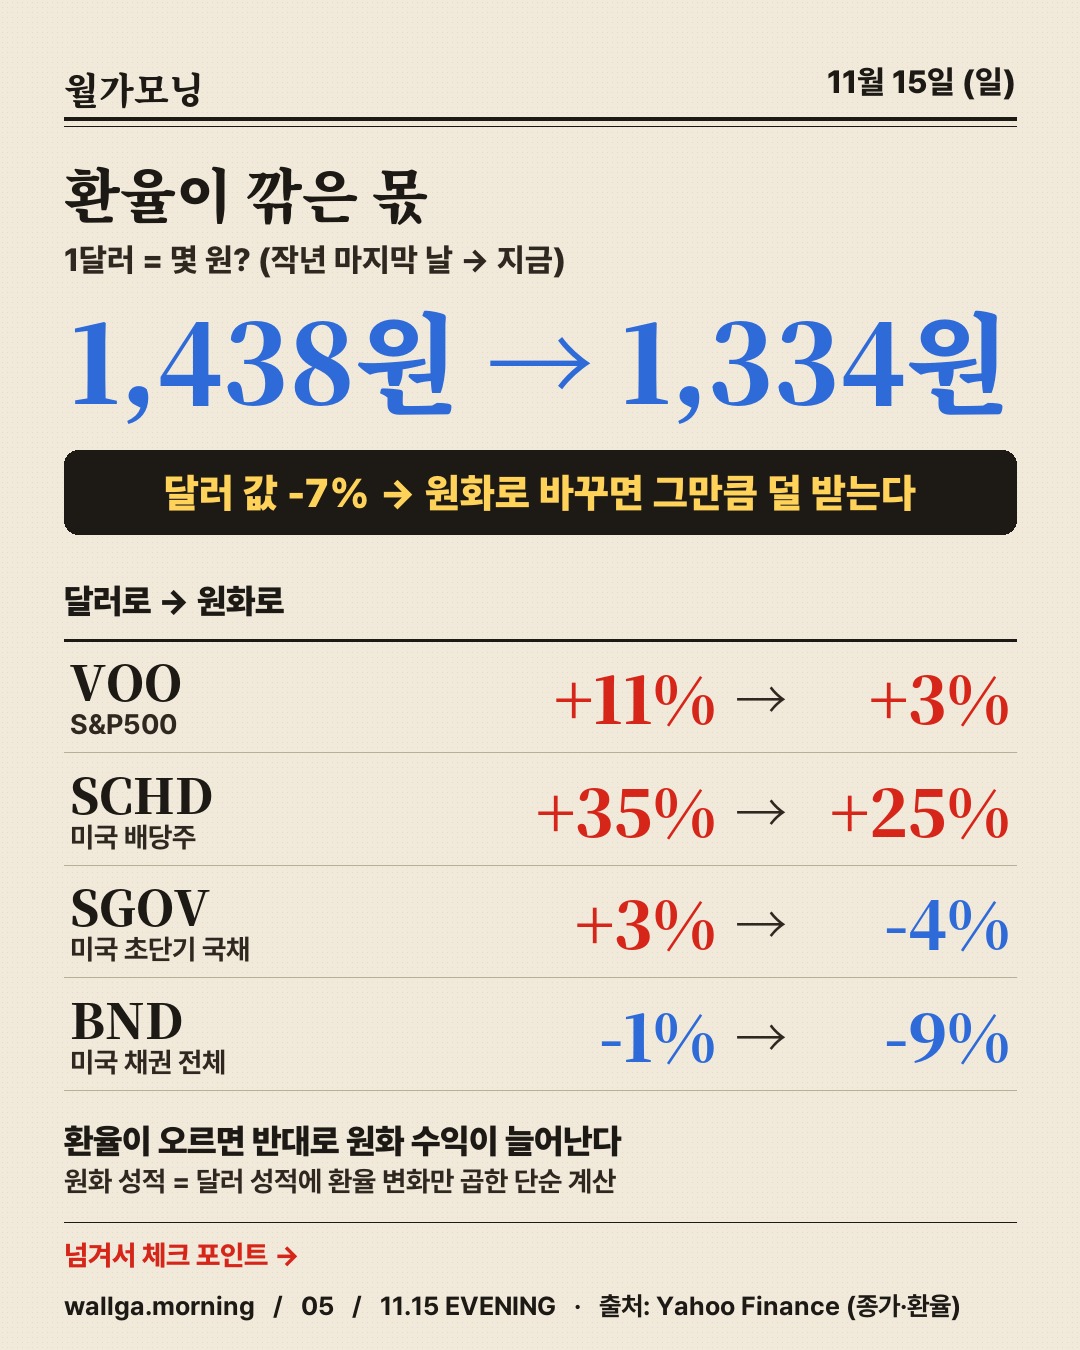 월가모닝
11월 15일 (일)
환율이 깎은 몫
1달러 = 몇 원? (작년 마지막 날 → 지금)
1,438원 → 1,334원
달러 값 -7% → 원화로 바꾸면 그만큼 덜 받는다
달러로 → 원화로
VOO +11% → +3%
S&P500
SCHD +35% → +25%
미국 배당주
SGOV +3% → -4%
미국 초단기 국채
BND -1% → -9%
미국 채권 전체
환율이 오르면 반대로 원화 수익이 늘어난다
원화 성적 = 달러 성적에 환율 변화만 곱한 단순 계산
넘겨서 체크 포인트 →
wallga.morning / 05 / 11.15 EVENING · 출처: Yahoo Finance (종가·환율)